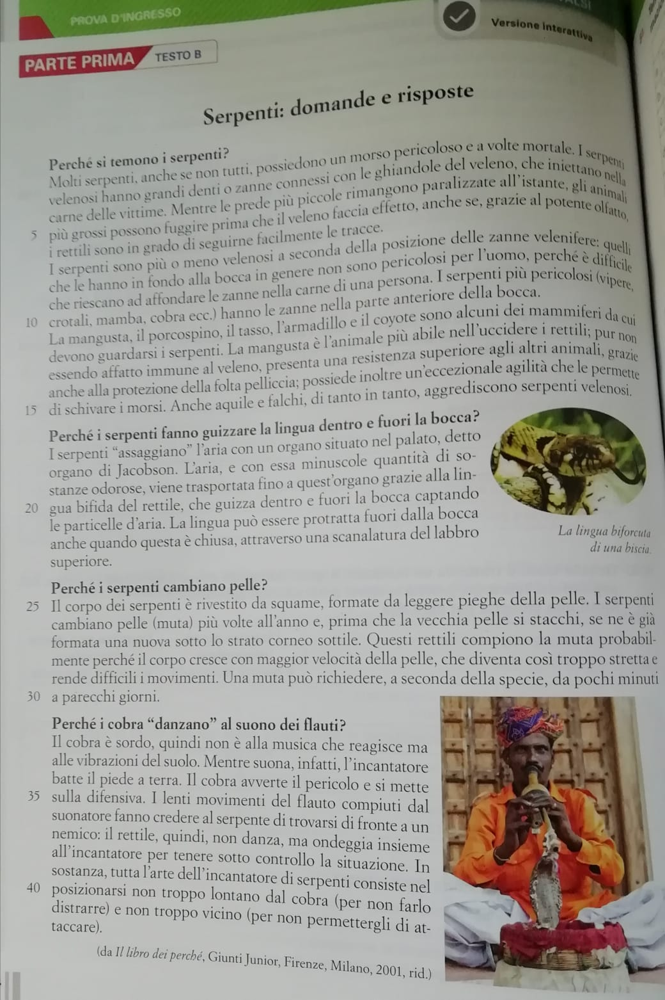 PROVA D'INGRESSO
Versione interattiva
PARTE PRIMA
TESTO B
Serpenti: domande e risposte
Perché si temono i serpenti?
Molti serpenti, anche se non tutti, possiedono un morso pericoloso e a volte mortale. I serpenti
velenosi hanno grandi denti o zanne connessi con le ghiandole del veleno, che iniettano nella
carne delle vittime. Mentre le prede più piccole rimangono paralizzate all'istante, gli animali
5 più grossi possono fuggire prima che il veleno faccia effetto, anche se, grazie al potente olfatto,
i rettili sono in grado di seguirne facilmente le tracce.
I serpenti sono più o meno velenosi a seconda della posizione delle zanne velenifere: quelli
che le hanno in fondo alla bocca in genere non sono pericolosi per l'uomo, perché è difficile
che riescano ad affondare le zanne nella carne di una persona. I serpenti più pericolosi (vipere,
10 crotali, mamba, cobra ecc.) hanno le zanne nella parte anteriore della bocca.
La mangusta, il porcospino, il tasso, l'armadillo e il coyote sono alcuni dei mammiferi da cui
devono guardarsi i serpenti. La mangusta è l'animale più abile nell'uccidere i rettili; pur non
essendo affatto immune al veleno, presenta una resistenza superiore agli altri animali, grazie
anche alla protezione della folta pelliccia; possiede inoltre un'eccezionale agilità che le permette
15 di schivare i morsi. Anche aquile e falchi, di tanto in tanto, aggrediscono serpenti velenosi.
Perché i serpenti fanno guizzare la lingua dentro e fuori la bocca?
I serpenti “assaggiano” l'aria con un organo situato nel palato, detto
organo di Jacobson. L'aria, e con essa minuscole quantità di so-
stanze odorose, viene trasportata fino a quest'organo grazie alla lin-
20 gua bifida del rettile, che guizza dentro e fuori la bocca captando
le particelle d'aria. La lingua può essere protratta fuori dalla bocca
anche quando questa è chiusa, attraverso una scanalatura del labbro
superiore.
La lingua biforcuta
di una biscia.
Perché i serpenti cambiano pelle?
25 Il corpo dei serpenti è rivestito da squame, formate da leggere pieghe della pelle. I serpenti
cambiano pelle (muta) più volte all'anno e, prima che la vecchia pelle si stacchi, se ne è già
formata una nuova sotto lo strato corneo sottile. Questi rettili compiono la muta probabil-
mente perché il corpo cresce con maggior velocità della pelle, che diventa così troppo stretta e
rende difficili i movimenti. Una muta può richiedere, a seconda della specie, da pochi minuti
30 a parecchi giorni.
Perché i cobra “danzano” al suono dei flauti?
Il cobra è sordo, quindi non è alla musica che reagisce ma
alle vibrazioni del suolo. Mentre suona, infatti, l'incantatore
batte il piede a terra. Il cobra avverte il pericolo e si mette
35 sulla difensiva. I lenti movimenti del flauto compiuti dal
suonatore fanno credere al serpente di trovarsi di fronte a un
nemico: il rettile, quindi, non danza, ma ondeggia insieme
all'incantatore per tenere sotto controllo la situazione. In
sostanza, tutta l'arte dell'incantatore di serpenti consiste nel
40 posizionarsi non troppo lontano dal cobra (per non farlo
distrarre) e non troppo vicino (per non permettergli di at-
taccare).
(da Il libro dei perché, Giunti Junior, Firenze, Milano, 2001, rid.)